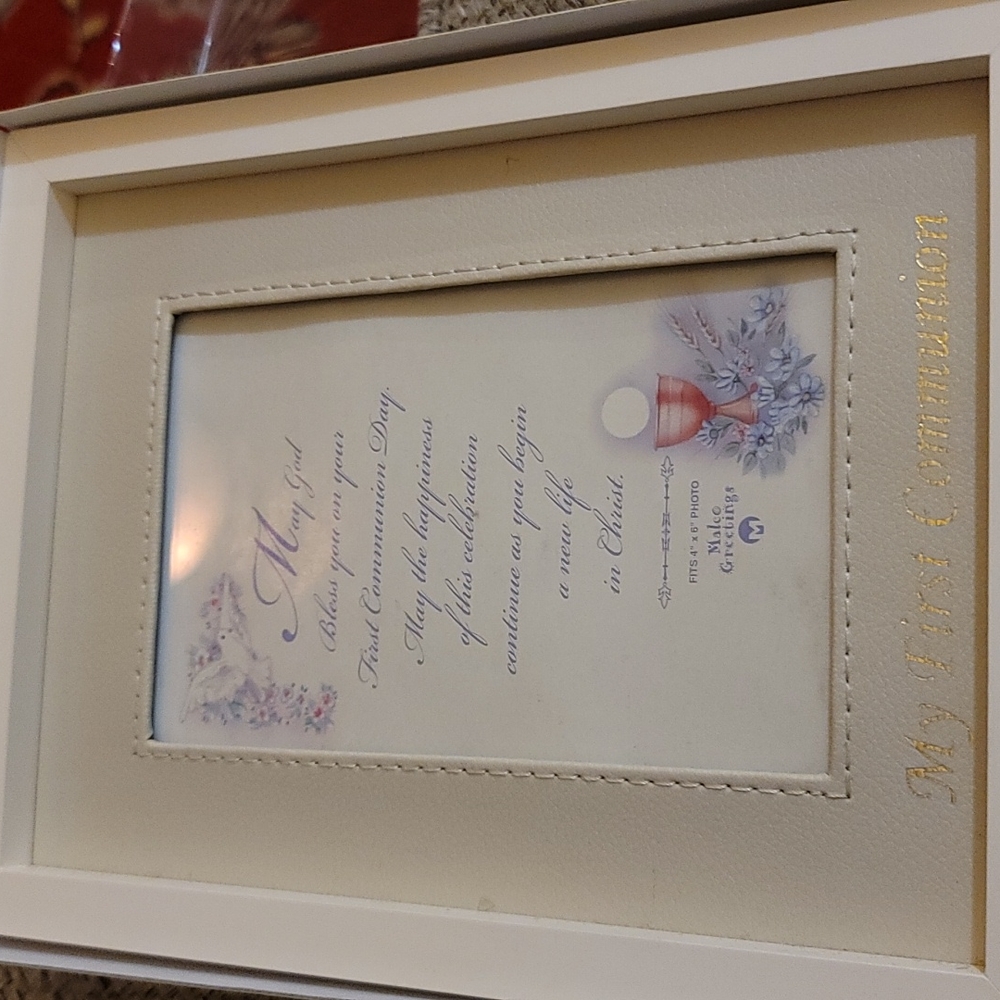 May God
Bless you on your
First Communion Day.
May the happiness
of this celebration
continue as you begin
a new life
in Christ.
FITS 4" x 6" PHOTO
Malco
Greetings
M
My First Communion